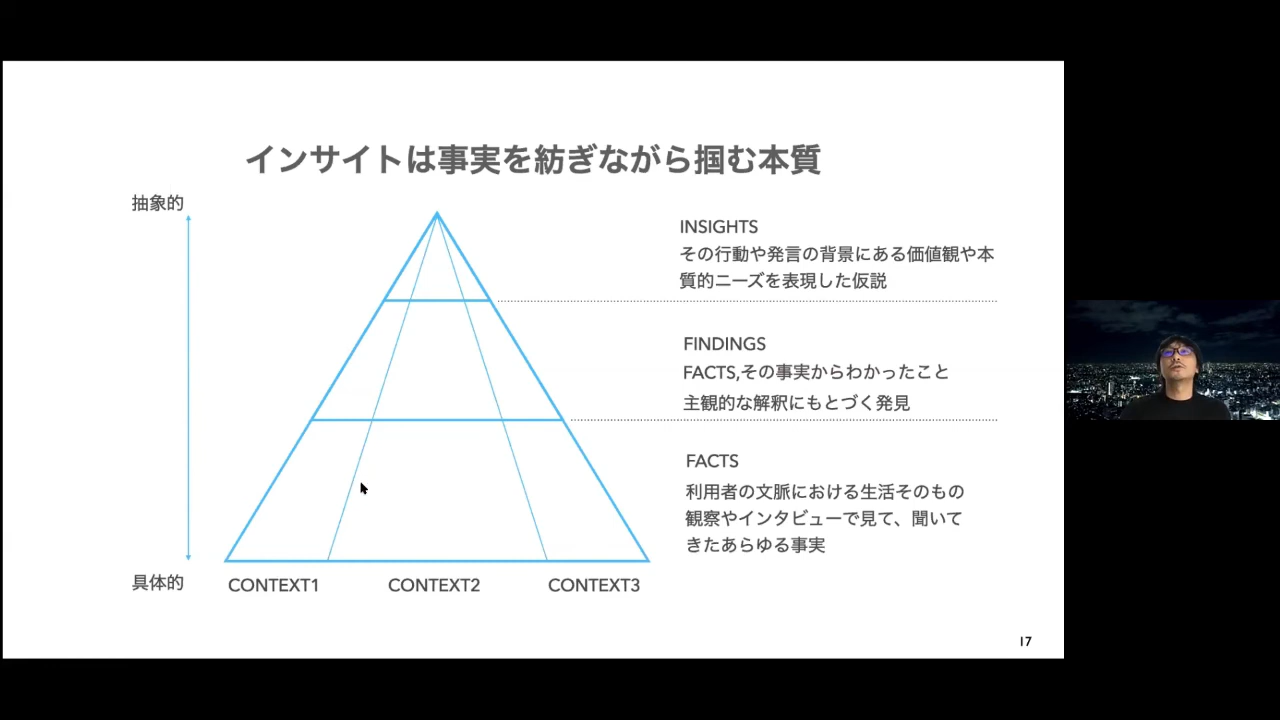 インサイトは事実を紡ぎながら掴む本質
抽象的
INSIGHTS
その行動や発言の背景にある価値観や本
質的ニーズを表現した仮説
FINDINGS
FACTS,その事実からわかったこと
主観的な解釈にもとづく発見
FACTS
利用者の文脈における生活そのもの
観察やインタビューで見て、聞いて
きたあらゆる事実
具体的
CONTEXT1
CONTEXT2
CONTEXT3
17